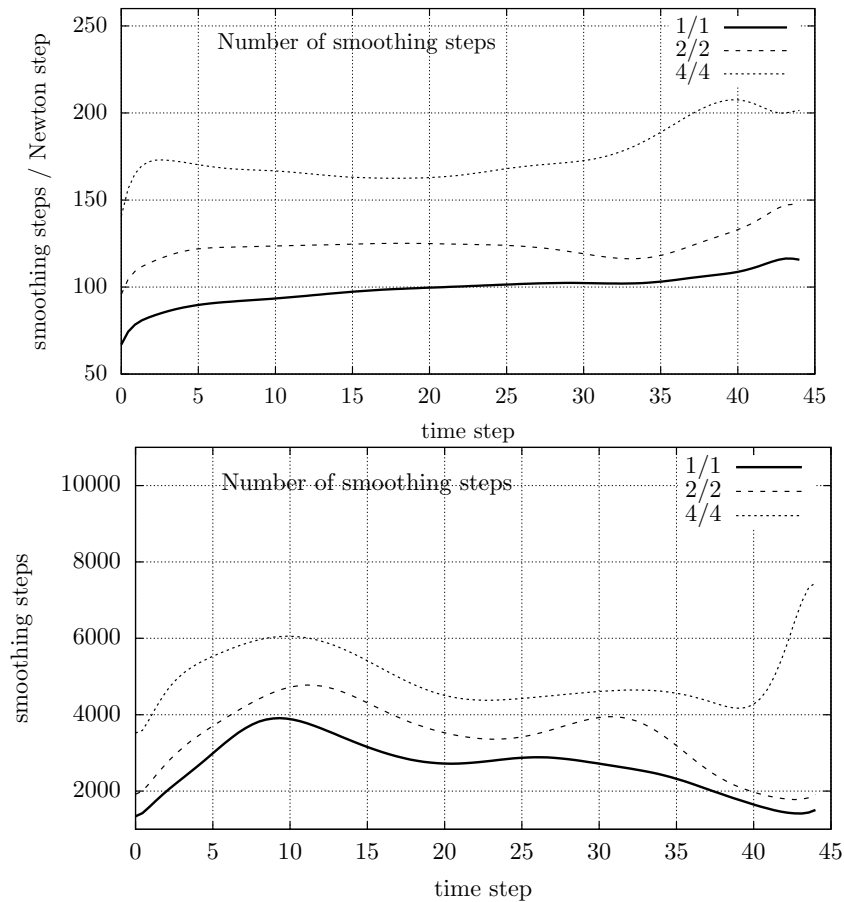 250
200
150
100
50
smoothing steps / Newton step
Number of smoothing steps
1/1
2/2
4/4
0 5 10 15 20 25 30 35 40 45
time step
10000
8000
6000
4000
2000
smoothing steps
Number of smoothing steps
1/1
2/2
4/4
0 5 10 15 20 25 30 35 40 45
time step